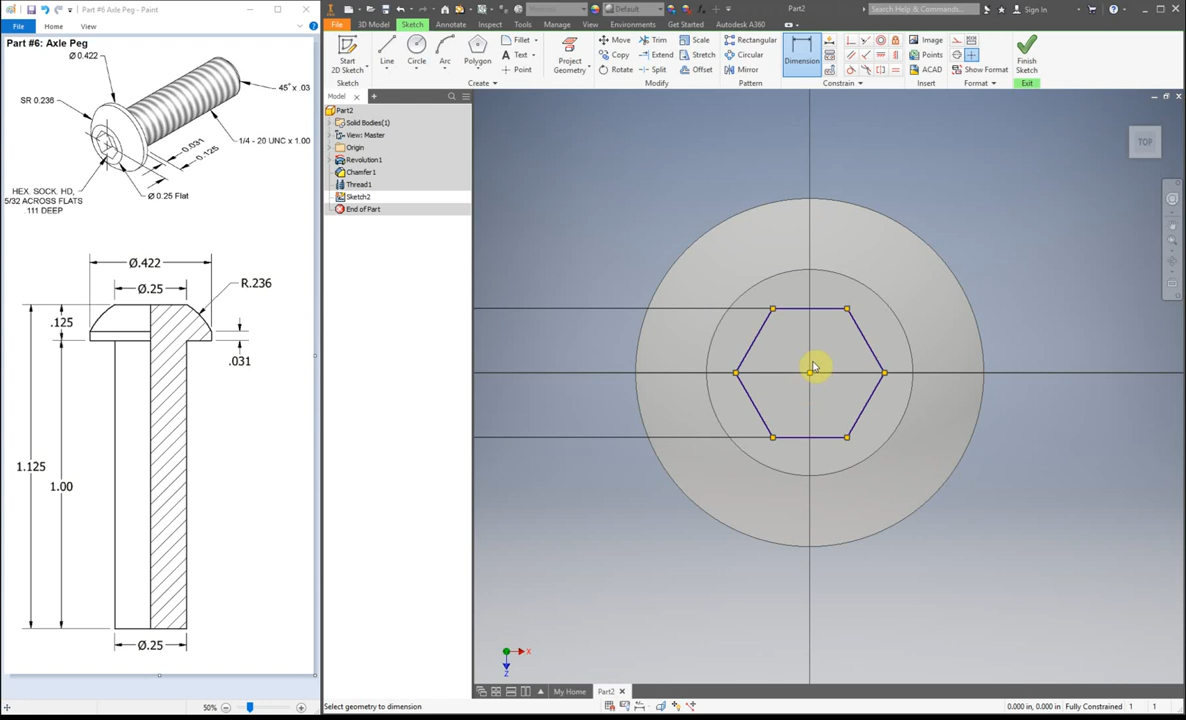 Part #6 Axle Peg - Paint
File
Home
View
Part #6: Axle Peg
Ø 0.422
SR 0.236
45° x .03
0.031
0.125
1/4 - 20 UNC x 1.00
Ø 0.25 Flat
HEX. SOCK. HD,
5/32 ACROSS FLATS
.111 DEEP
Ø.422
Ø.25
R.236
.125
.031
1.125
1.00
Ø.25
50%
Default
Part2
Search Help & Commands...
Sign In
File
3D Model
Sketch
Annotate
Inspect
Tools
Manage
View
Environments
Get Started
Autodesk A360
Start
2D Sketch
Line
Circle
Arc
Polygon
Fillet
Text
Point
Project
Geometry
Move
Copy
Rotate
Trim
Extend
Split
Scale
Stretch
Offset
Rectangular
Circular
Mirror
Dimension
Image
Points
ACAD
Show Format
Finish
Sketch
Sketch
Create
Modify
Pattern
Constrain
Insert
Format
Exit
Model
Part2
Solid Bodies(1)
View: Master
Origin
Revolution1
Chamfer1
Thread1
Sketch2
End of Part
TOP
X
Z
My Home
Part2
Select geometry to dimension
0.000 in, 0.000 in
Fully Constrained
1
1